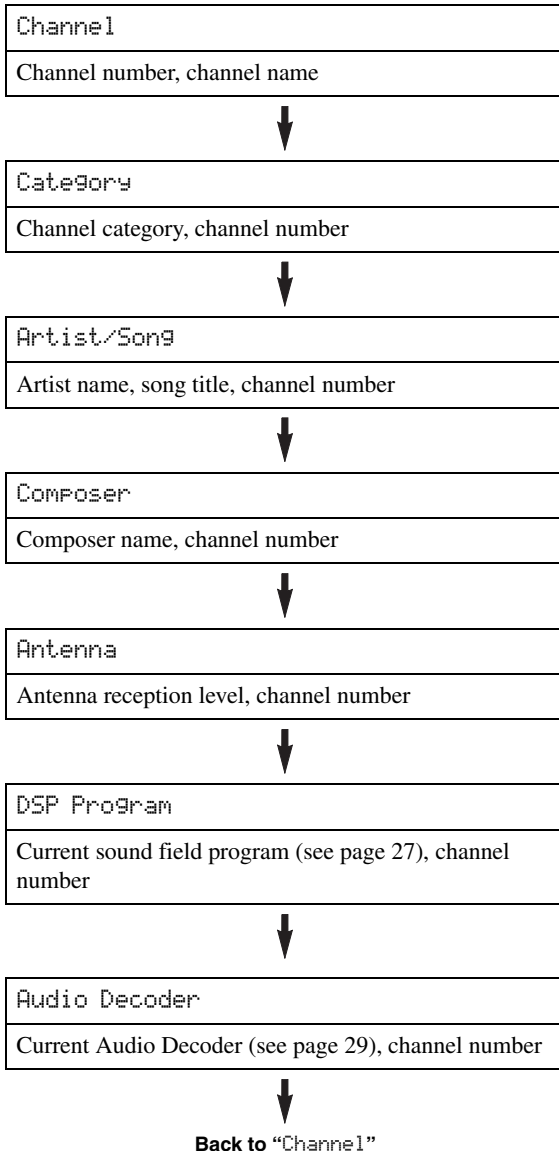 Channel
Channel number, channel name
Category
Channel category, channel number
Artist/Song
Artist name, song title, channel number
Composer
Composer name, channel number
Antenna
Antenna reception level, channel number
DSP Program
Current sound field program (see page 27), channel
number
Audio Decoder
Current Audio Decoder (see page 29), channel number
Back to “Channel”